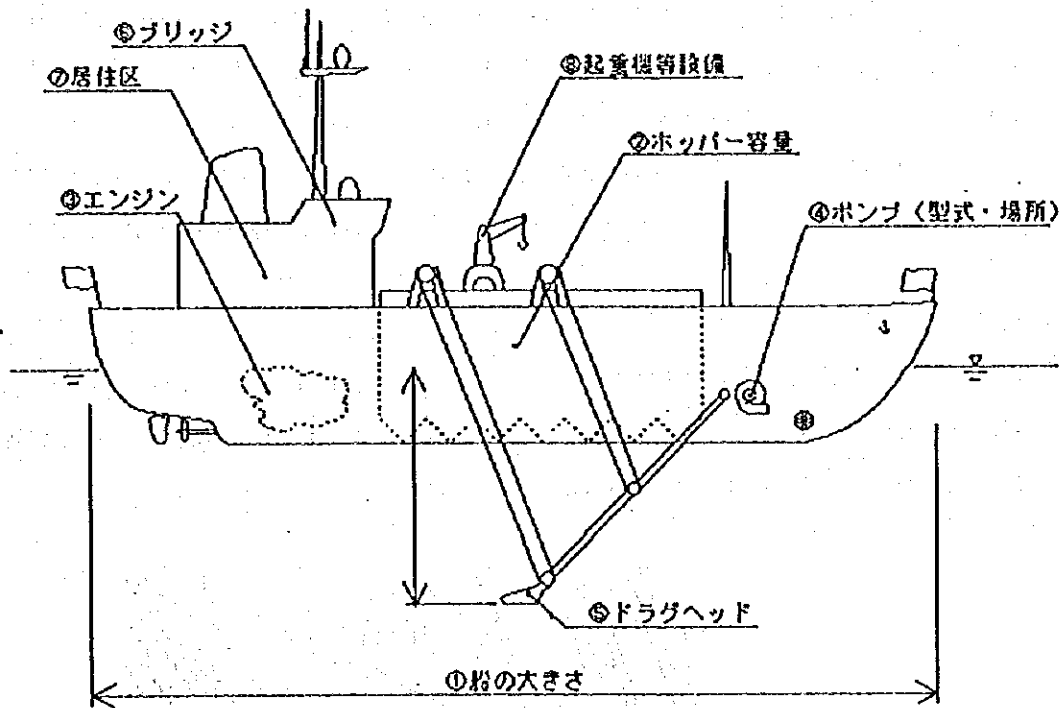 ⑥ブリッジ
⑦居住区
⑧起重機等設備
②ホッパー容量
③エンジン
④ポンプ（型式・場所）
⑤ドラグヘッド
①船の大きさ